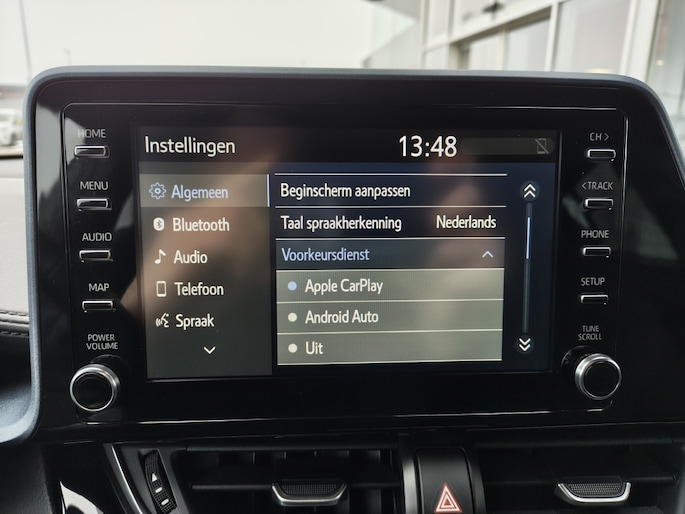 Instellingen 13:48
HOME
MENU
AUDIO
MAP
POWER
VOLUME
Algemeen
Bluetooth
Audio
Telefoon
Spraak
Beginscherm aanpassen
Taal spraakherkenning Nederlands
Voorkeursdienst
Apple CarPlay
Android Auto
Uit
CH >
< TRACK
PHONE
SETUP
TUNE
SCROLL